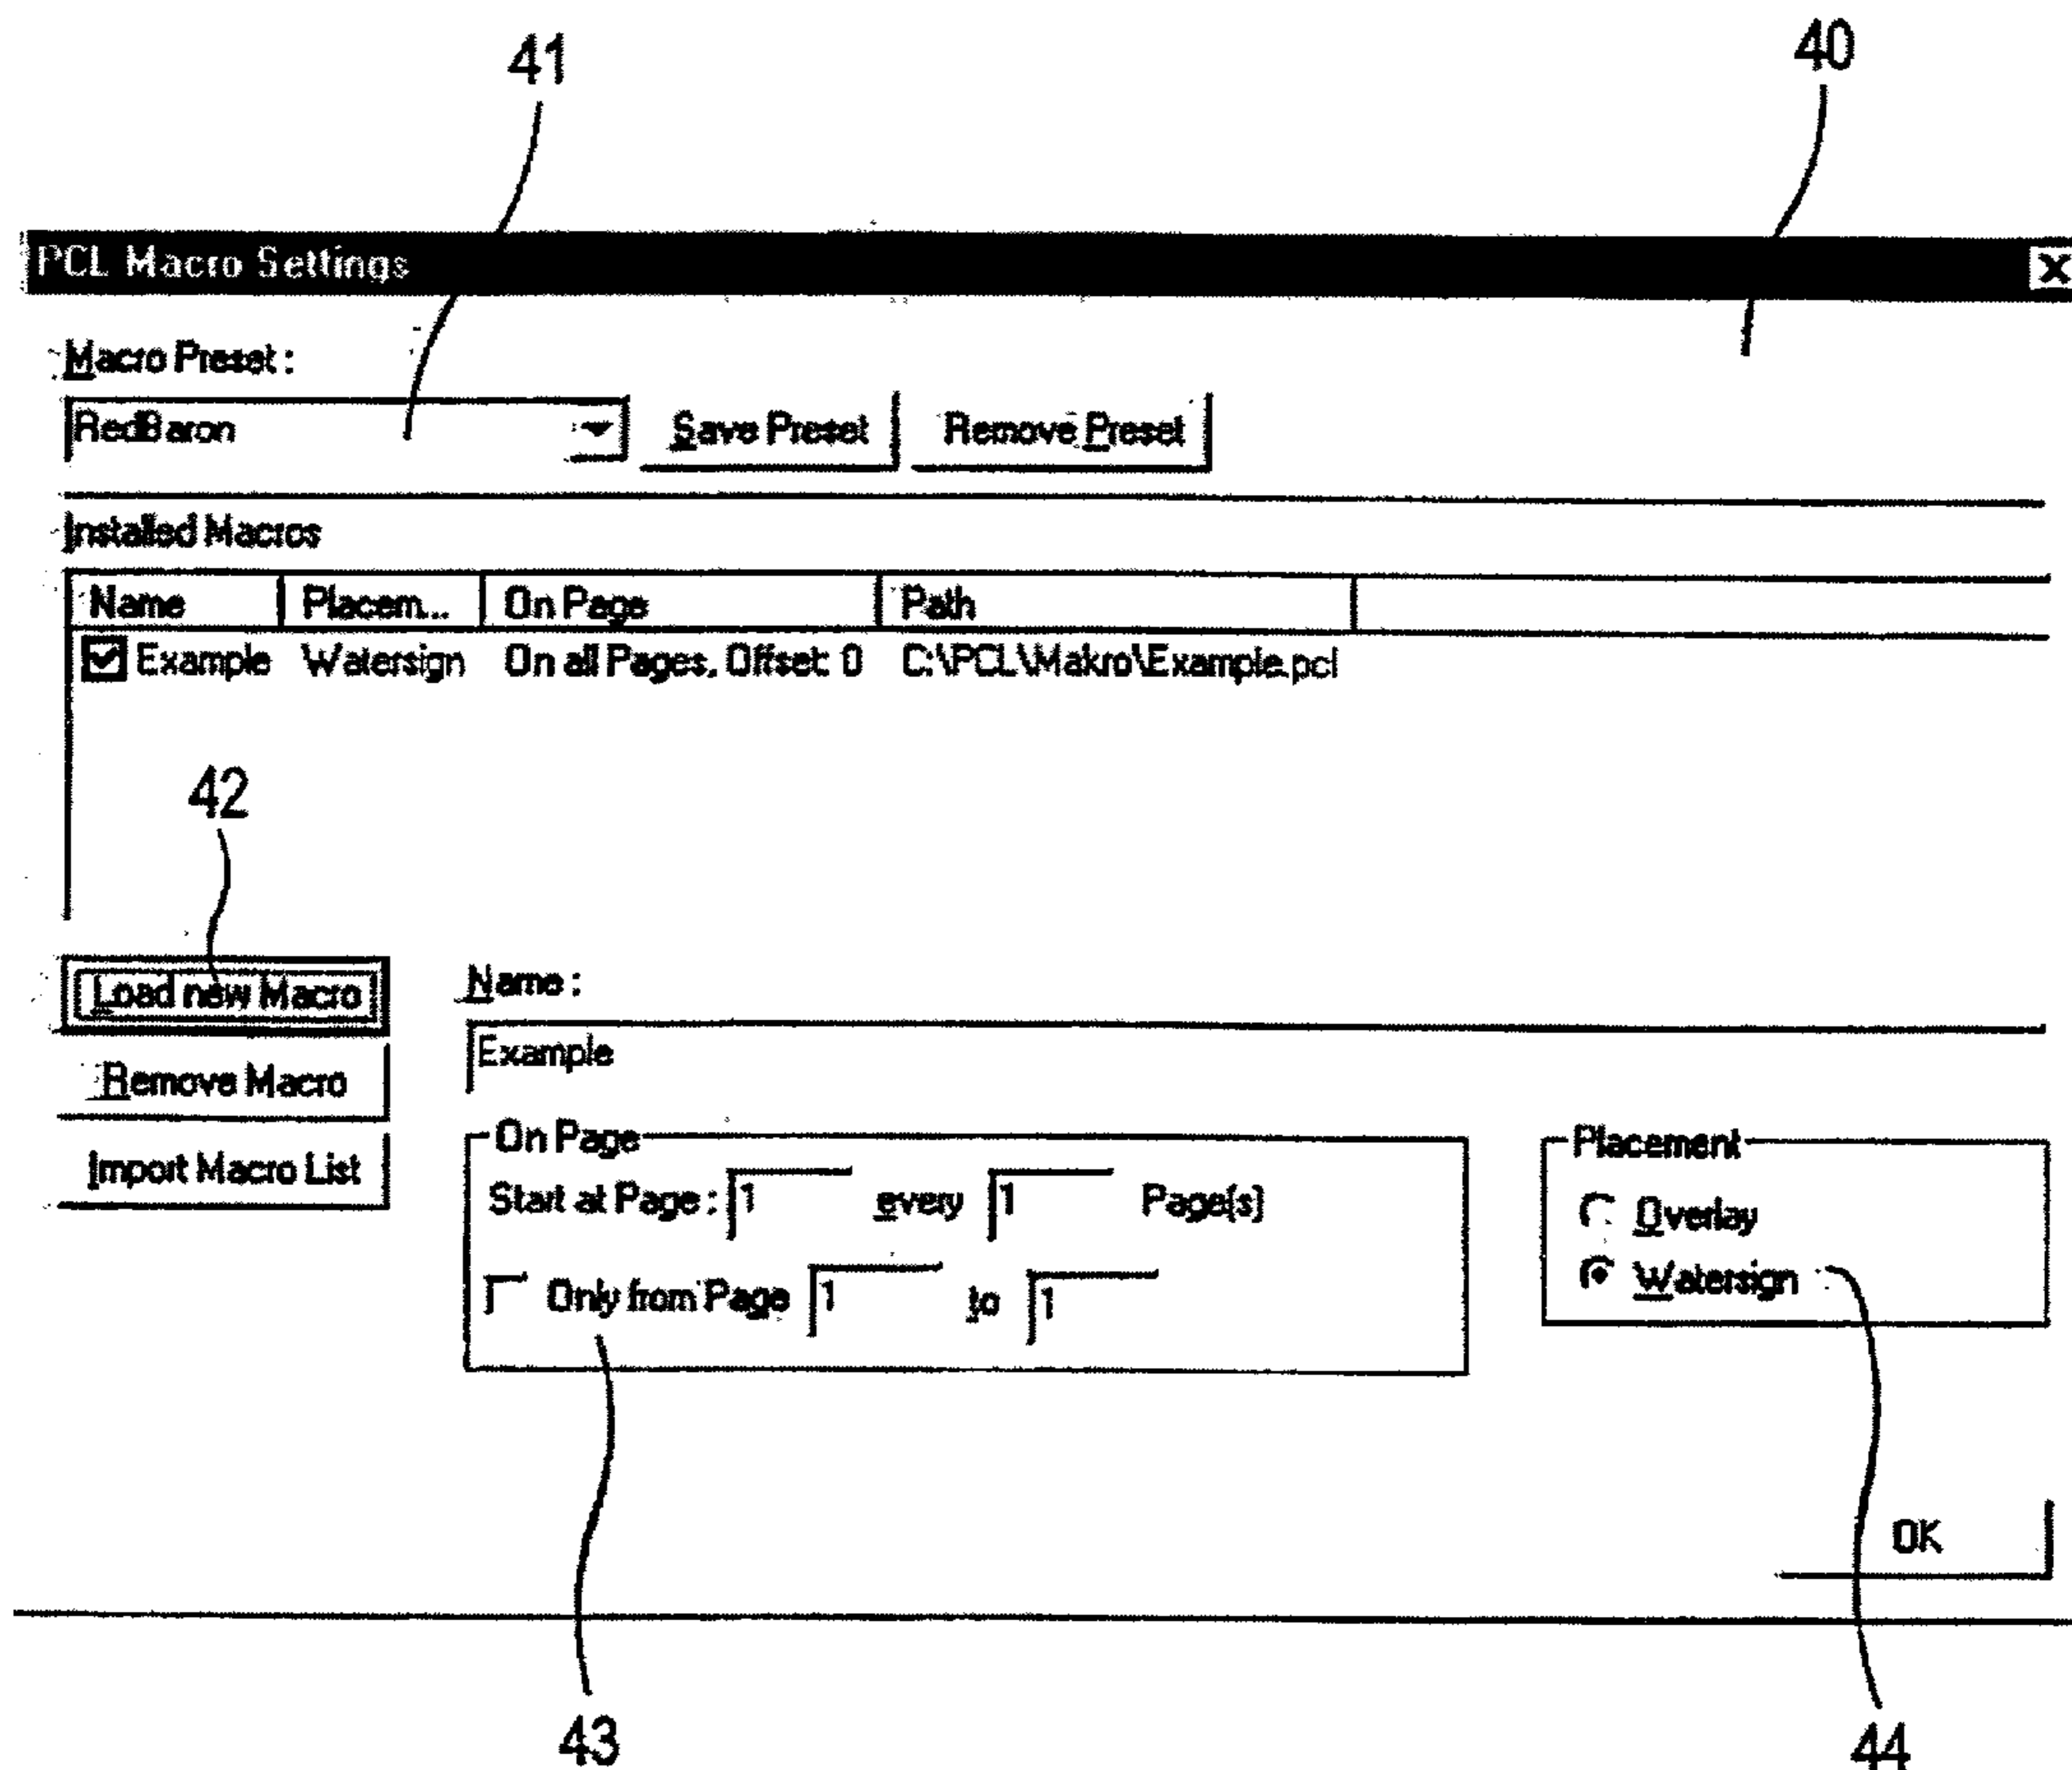 41 40
PCL Macro Settings X
Macro Preset :
RedBaron Save Preset Remove Preset
Installed Macros
Name Placem... On Page Path
Example Watersign On all Pages, Offset: 0 C:\PCL\Makro\Example.pcl
42
Load new Macro Name :
Example
Remove Macro
On Page Placement
Import Macro List Start at Page : 1 every 1 Page(s)
Overlay
Only from Page 1 to 1 Watersign
OK
43 44